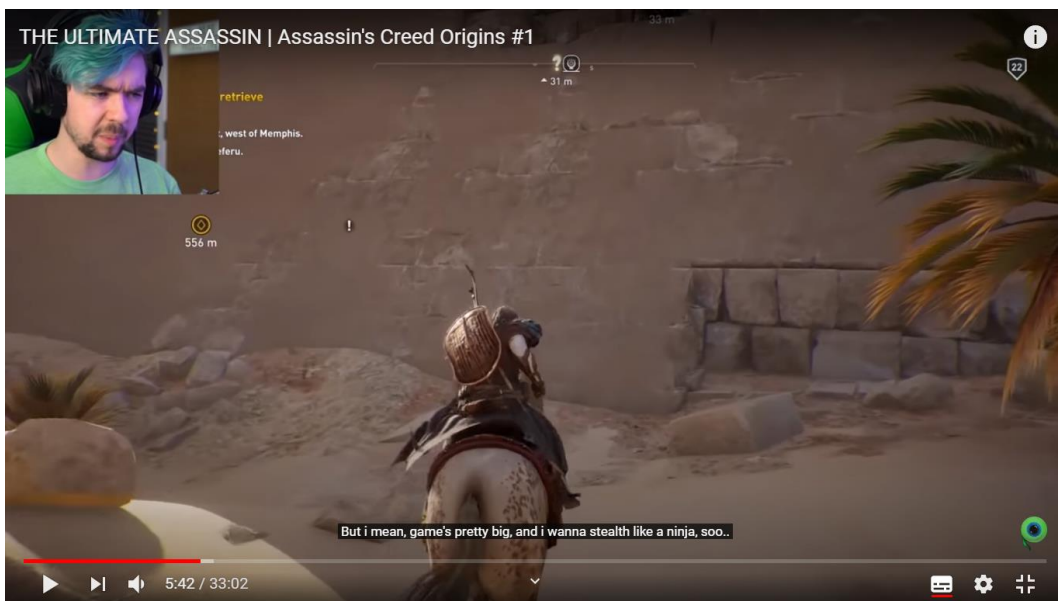 33 m
THE ULTIMATE ASSASSIN | Assassin's Creed Origins #1
22
31 m
retrieve
, west of Memphis.
eferu.
556 m
!
But i mean, game's pretty big, and i wanna stealth like a ninja, soo..
5:42 / 33:02